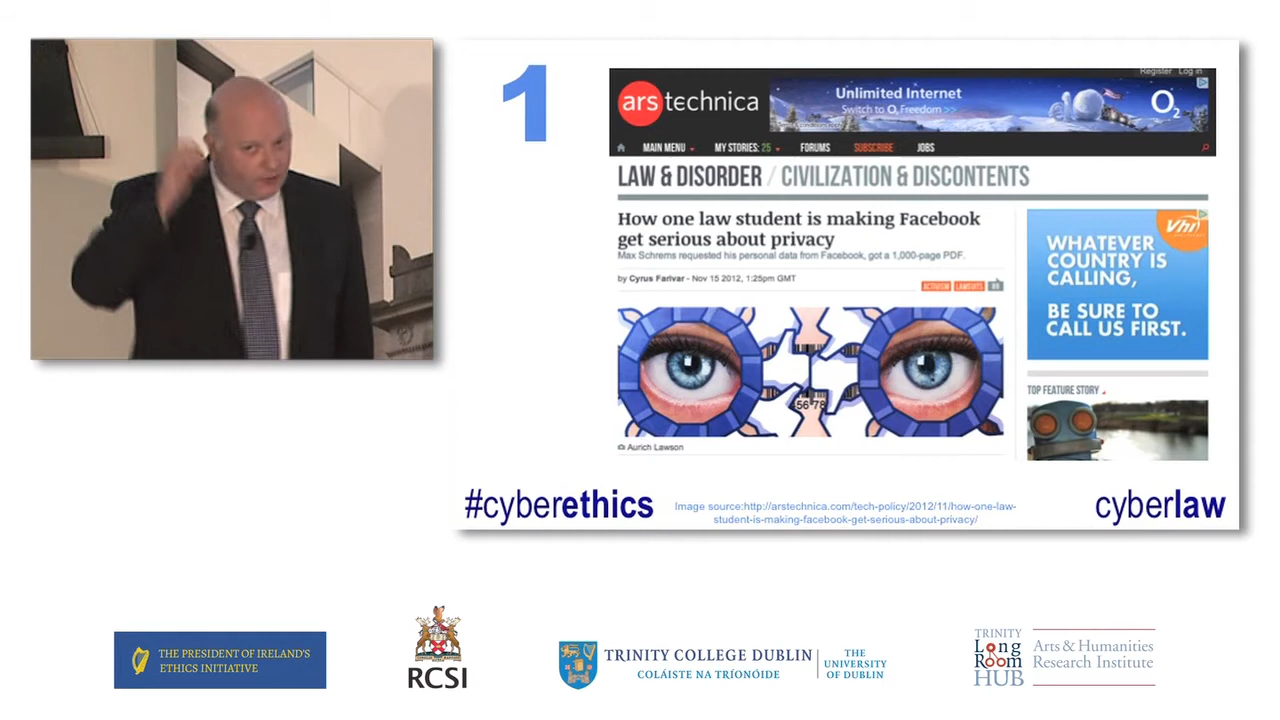 1
Register Log in
ars technica
Unlimited Internet
Switch to O2 Freedom >>
O2
MAIN MENU
MY STORIES: 25
FORUMS
SUBSCRIBE
JOBS
LAW & DISORDER / CIVILIZATION & DISCONTENTS
How one law student is making Facebook
get serious about privacy
Max Schrems requested his personal data from Facebook, got a 1,000-page PDF.
by Cyrus Farivar - Nov 15 2012, 1:25pm GMT
ACTIVISM LAWSUITS
56 78
Aurich Lawson
Vhi
WHATEVER
COUNTRY IS
CALLING,
BE SURE TO
CALL US FIRST.
TOP FEATURE STORY
#cyberethics
Image source:http://arstechnica.com/tech-policy/2012/11/how-one-law-
student-is-making-facebook-get-serious-about-privacy/
cyberlaw
THE PRESIDENT OF IRELAND'S
ETHICS INITIATIVE
RCSI
TRINITY COLLEGE DUBLIN
COLÁISTE NA TRÍONÓIDE
THE
UNIVERSITY
OF DUBLIN
TRINITY
LONG
ROOM
HUB
Arts & Humanities
Research Institute